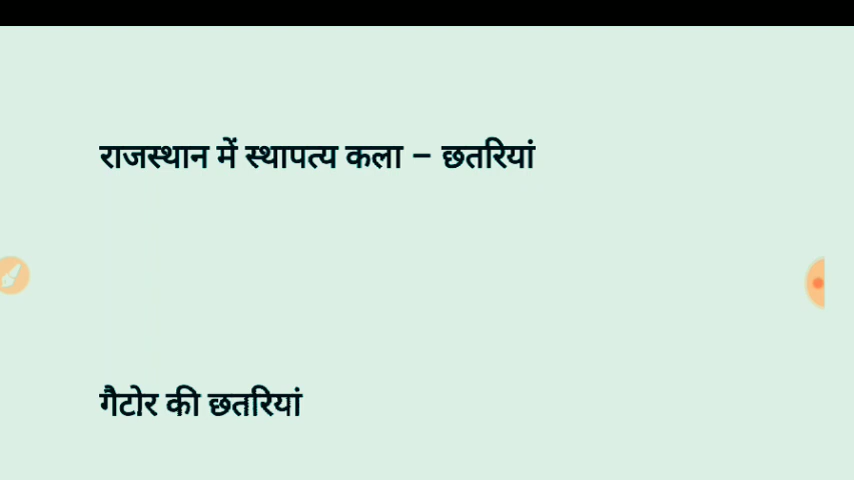 राजस्थान में स्थापत्य कला – छतरियां
गैटोर की छतरियां